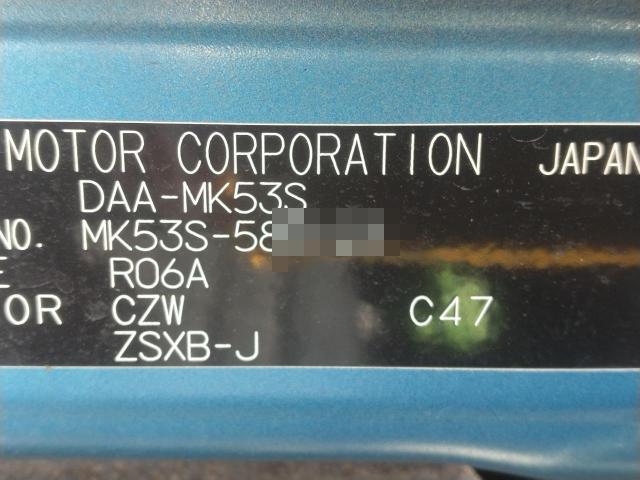 MOTOR CORPORATION JAPAN
DAA-MK53S
NO. MK53S-58
E R06A
OR CZW C47
ZSXB-J